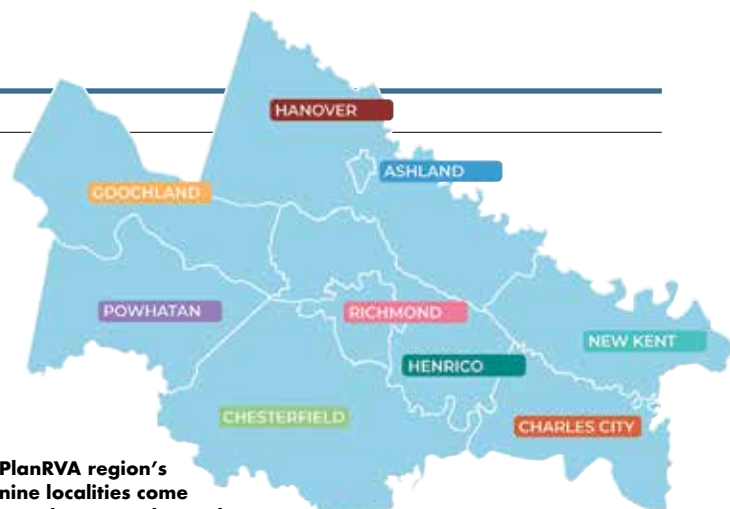 HANOVER
ASHLAND
GOOCHLAND
POWHATAN
RICHMOND
NEW KENT
HENRICO
CHESTERFIELD
CHARLES CITY
PlanRVA region's
nine localities come